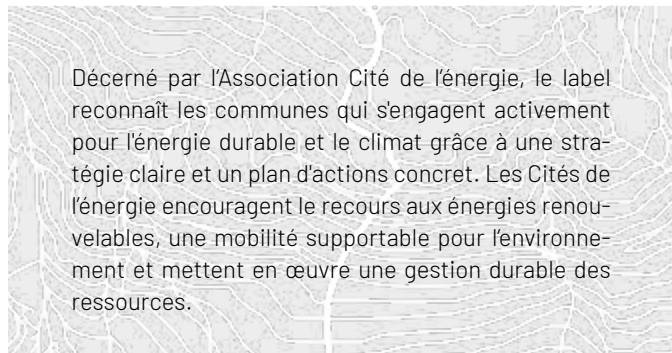 Décerné par l’Association Cité de l’énergie, le label
reconnaît les communes qui s'engagent activement
pour l'énergie durable et le climat grâce à une stra-
tégie claire et un plan d'actions concret. Les Cités de
l’énergie encouragent le recours aux énergies renou-
velables, une mobilité supportable pour l’environne-
ment et mettent en œuvre une gestion durable des
ressources.